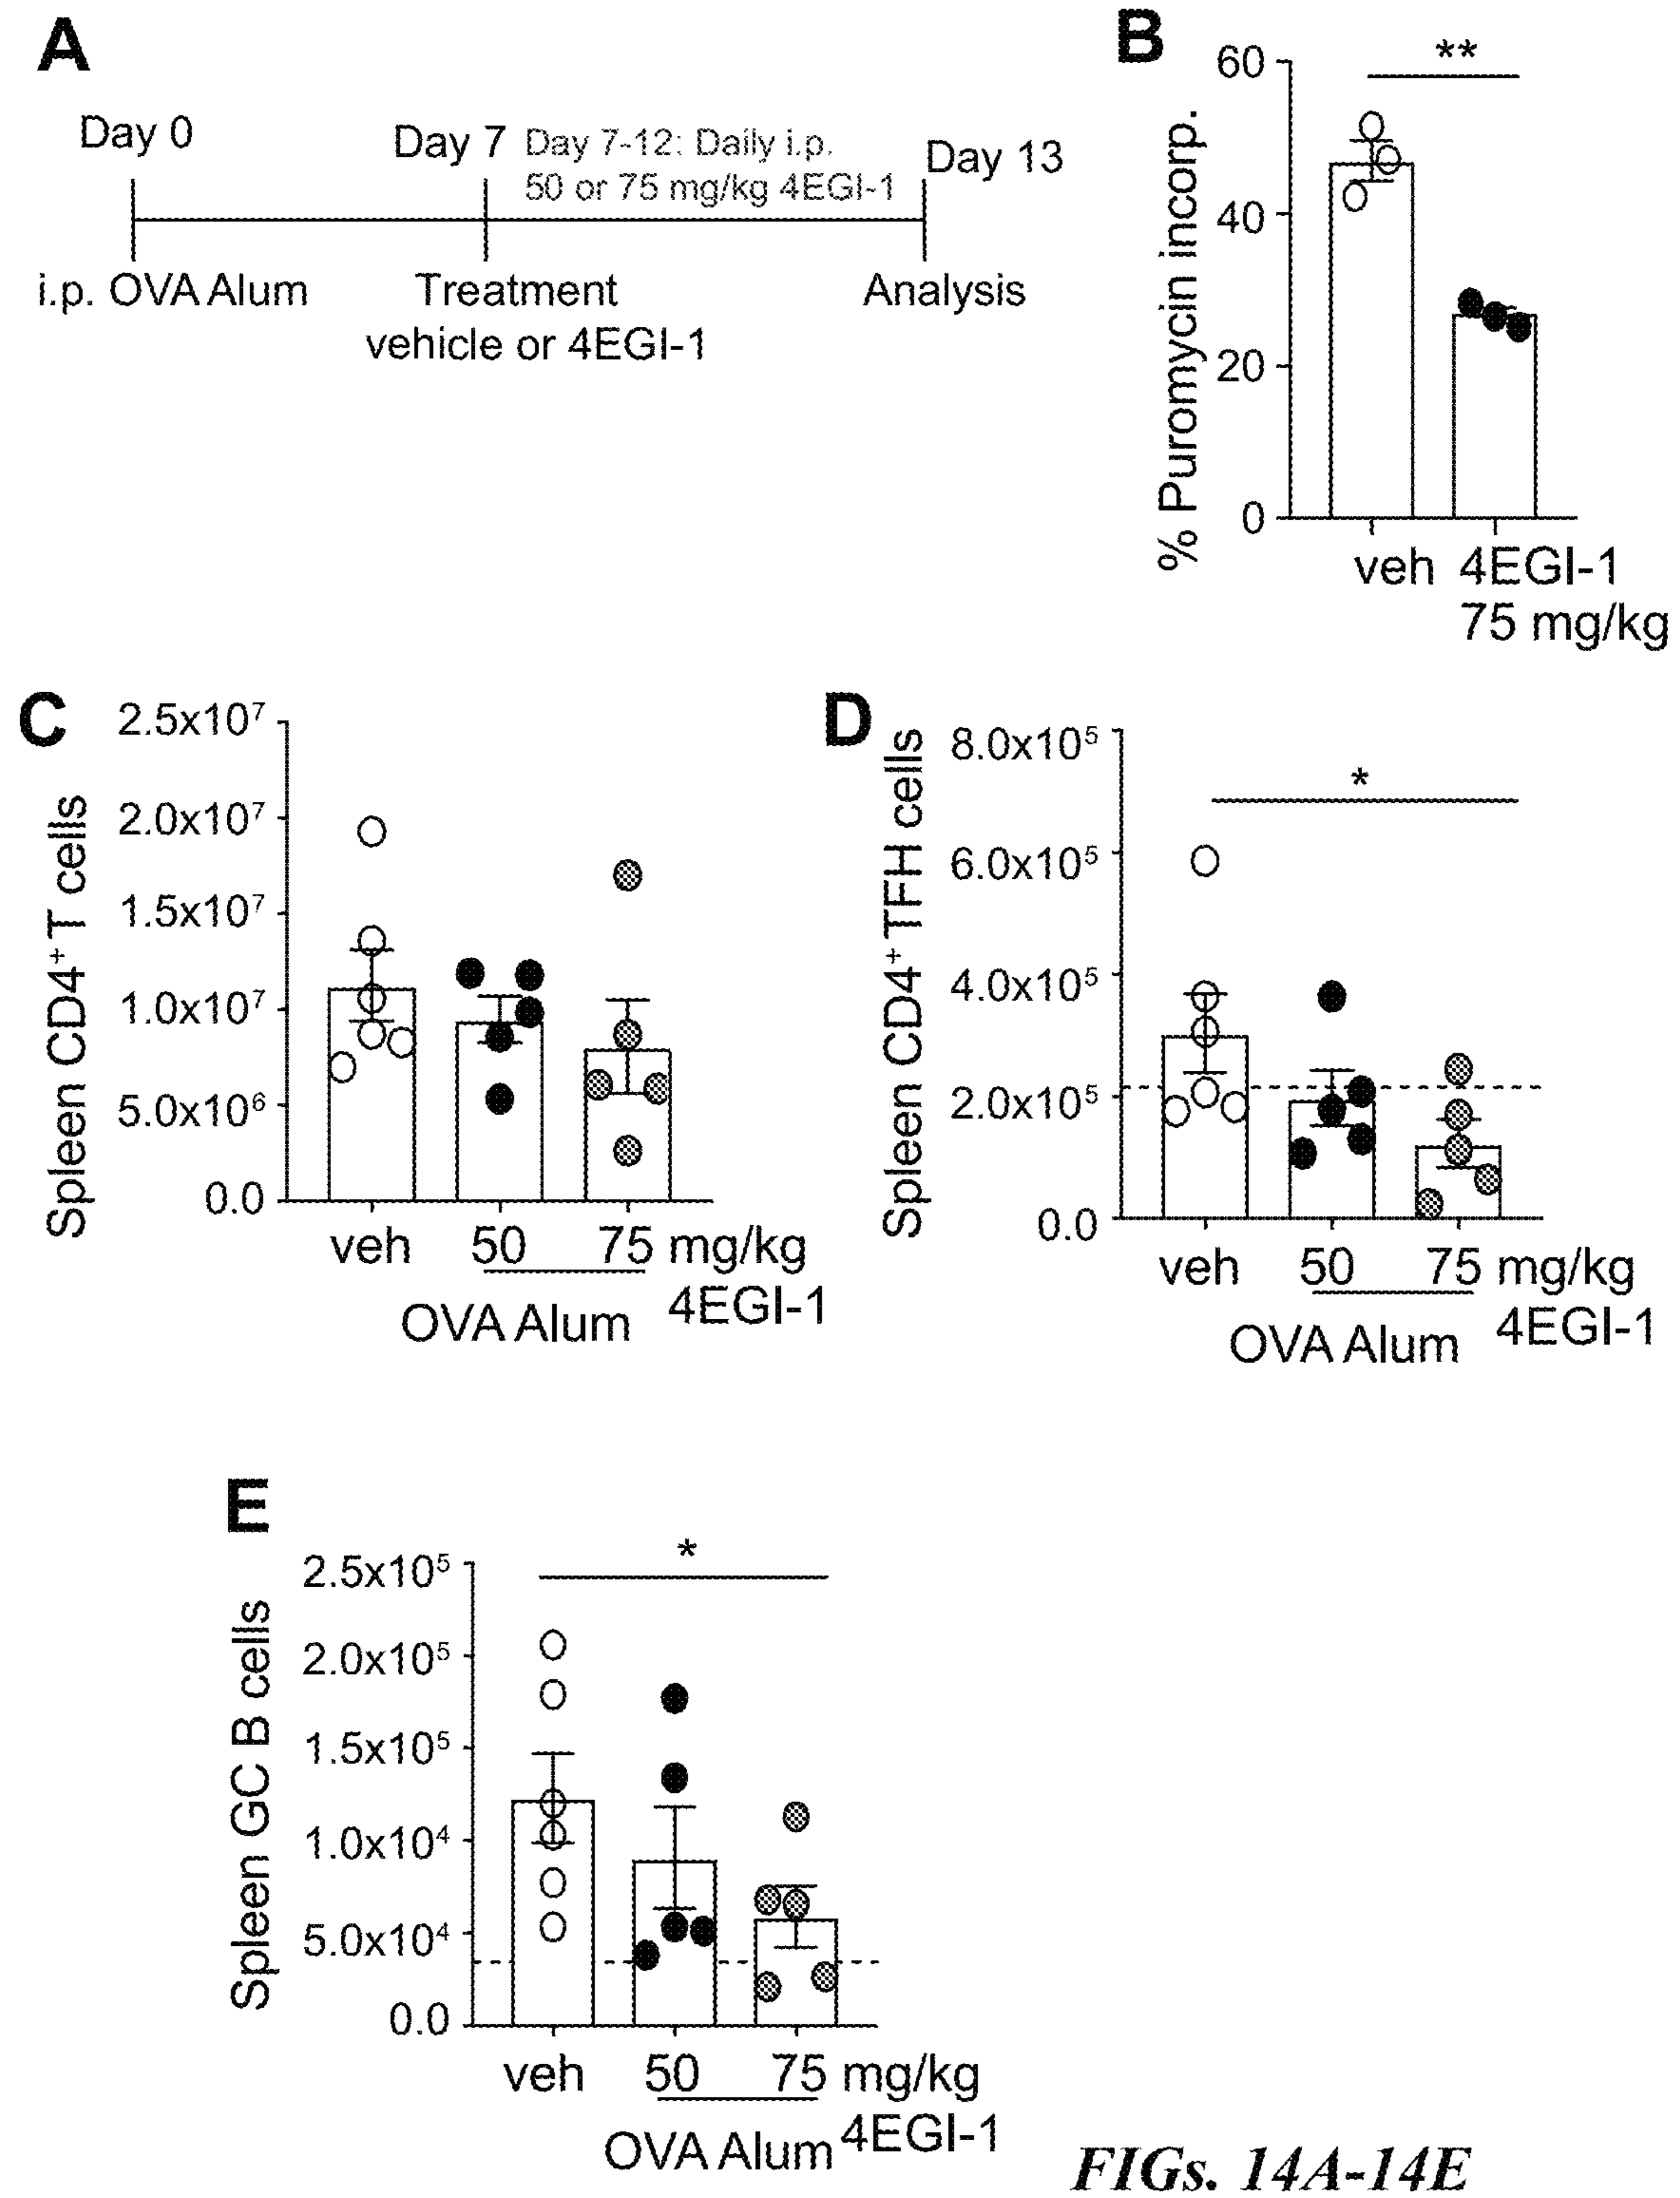 A
Day 0
Day 7
Day 7-12: Daily i.p.
50 or 75 mg/kg 4EGI-1
Day 13
i.p. OVA Alum
Treatment
vehicle or 4EGI-1
Analysis
B
**
% Puromycin incorp.
60
40
20
0
veh 4EGI-1
75 mg/kg
C
Spleen CD4⁺ T cells
2.5x10⁷
2.0x10⁷
1.5x10⁷
1.0x10⁷
5.0x10⁶
0.0
veh 50 75 mg/kg
4EGI-1
OVA Alum
D
*
Spleen CD4⁺ TFH cells
8.0x10⁵
6.0x10⁵
4.0x10⁵
2.0x10⁵
0.0
veh 50 75 mg/kg
4EGI-1
OVA Alum
E
*
Spleen GC B cells
2.5x10⁵
2.0x10⁵
1.5x10⁵
1.0x10⁴
5.0x10⁴
0.0
veh 50 75 mg/kg
4EGI-1
OVA Alum
FIGs. 14A-14E